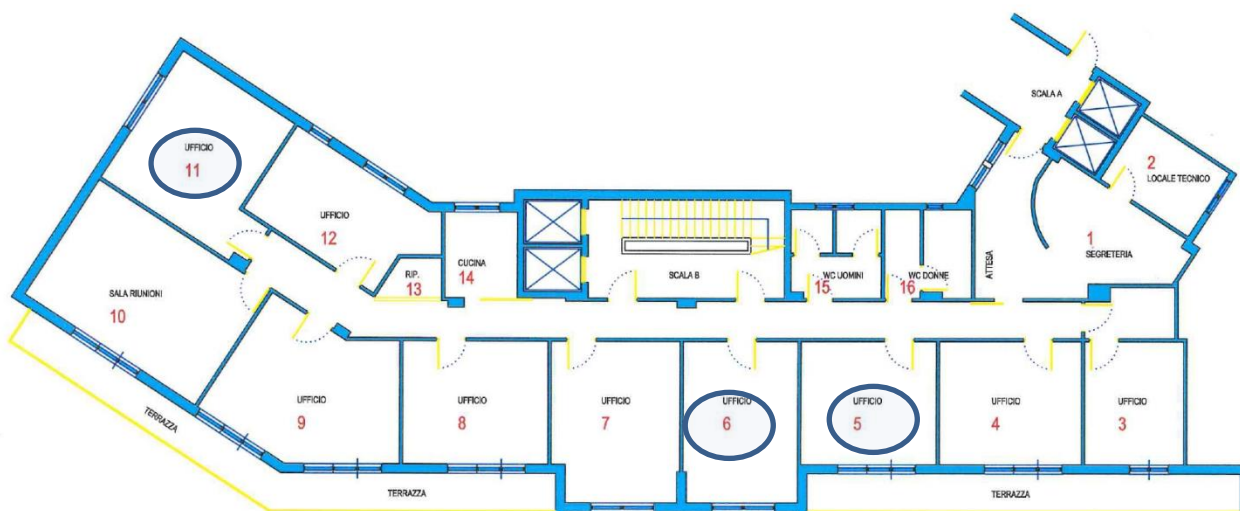 SCALA A
2
LOCALE TECNICO
1
SEGRETERIA
ATTESA
UFFICIO
11
UFFICIO
12
RIP.
13
CUCINA
14
SCALA B
WC UOMINI
15
WC DONNE
16
SALA RIUNIONI
10
UFFICIO
9
UFFICIO
8
UFFICIO
7
UFFICIO
6
UFFICIO
5
UFFICIO
4
UFFICIO
3
TERRAZZA
TERRAZZA
TERRAZZA